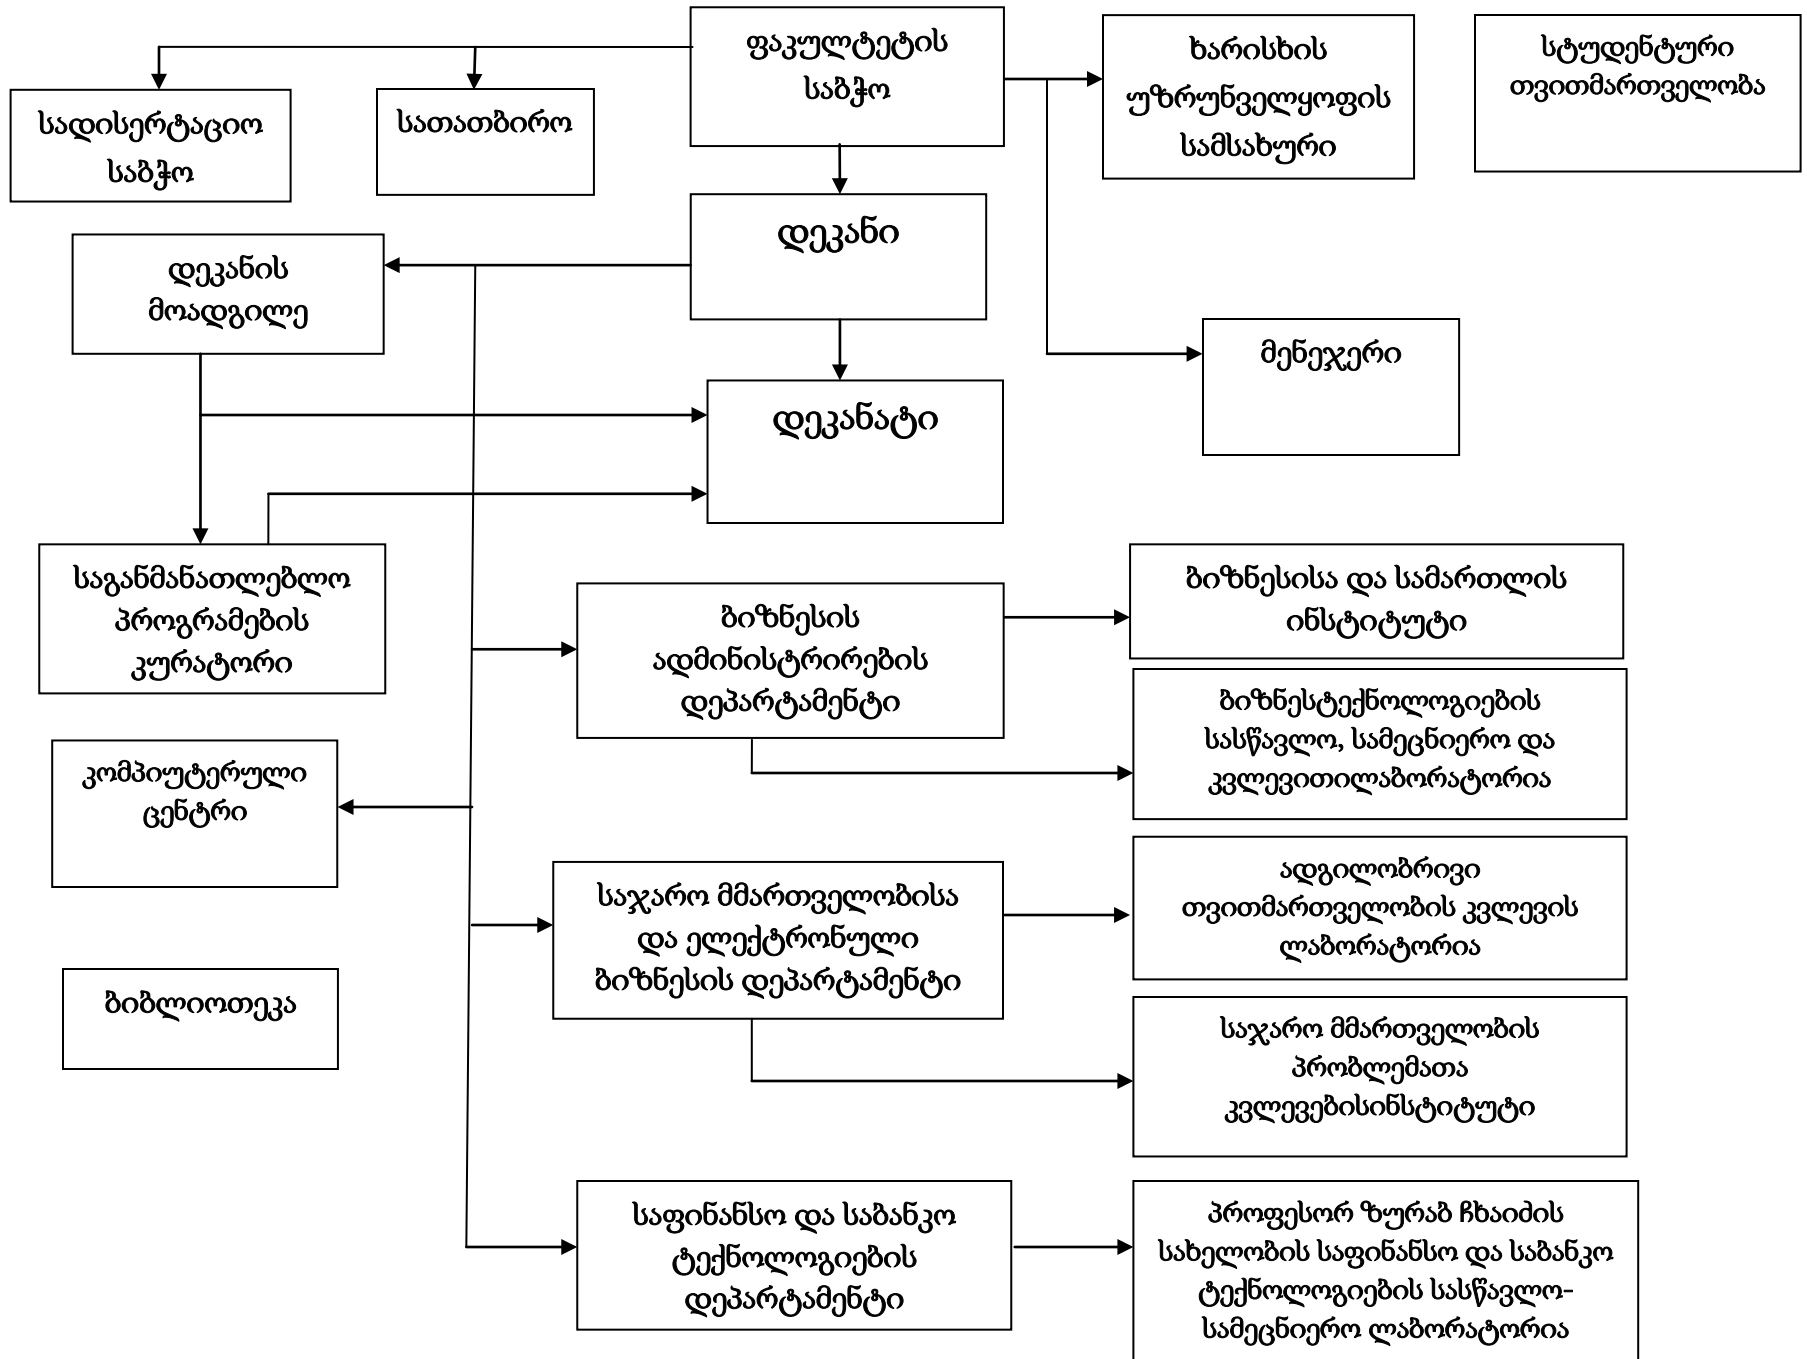 ფაკულტეტის
საბჭო
ხარისხის
უზრუნველყოფის
სამსახური
სტუდენტური
თვითმართველობა
სადისერტაციო
საბჭო
სათათბირო
დეკანი
დეკანის
მოადგილე
მენეჯერი
დეკანატი
საგანმანათლებლო
პროგრამების
კურატორი
ბიზნესის
ადმინისტრირების
დეპარტამენტი
ბიზნესისა და სამართლის
ინსტიტუტი
ბიზნესტექნოლოგიების
სასწავლო, სამეცნიერო და
კვლევითილაბორატორია
კომპიუტერული
ცენტრი
საჯარო მმართველობისა
და ელექტრონული
ბიზნესის დეპარტამენტი
ადგილობრივი
თვითმართველობის კვლევის
ლაბორატორია
ბიბლიოთეკა
საჯარო მმართველობის
პრობლემათა
კვლევებისინსტიტუტი
საფინანსო და საბანკო
ტექნოლოგიების
დეპარტამენტი
პროფესორ ზურაბ ჩხაიძის
სახელობის საფინანსო და საბანკო
ტექნოლოგიების სასწავლო-
სამეცნიერო ლაბორატორია